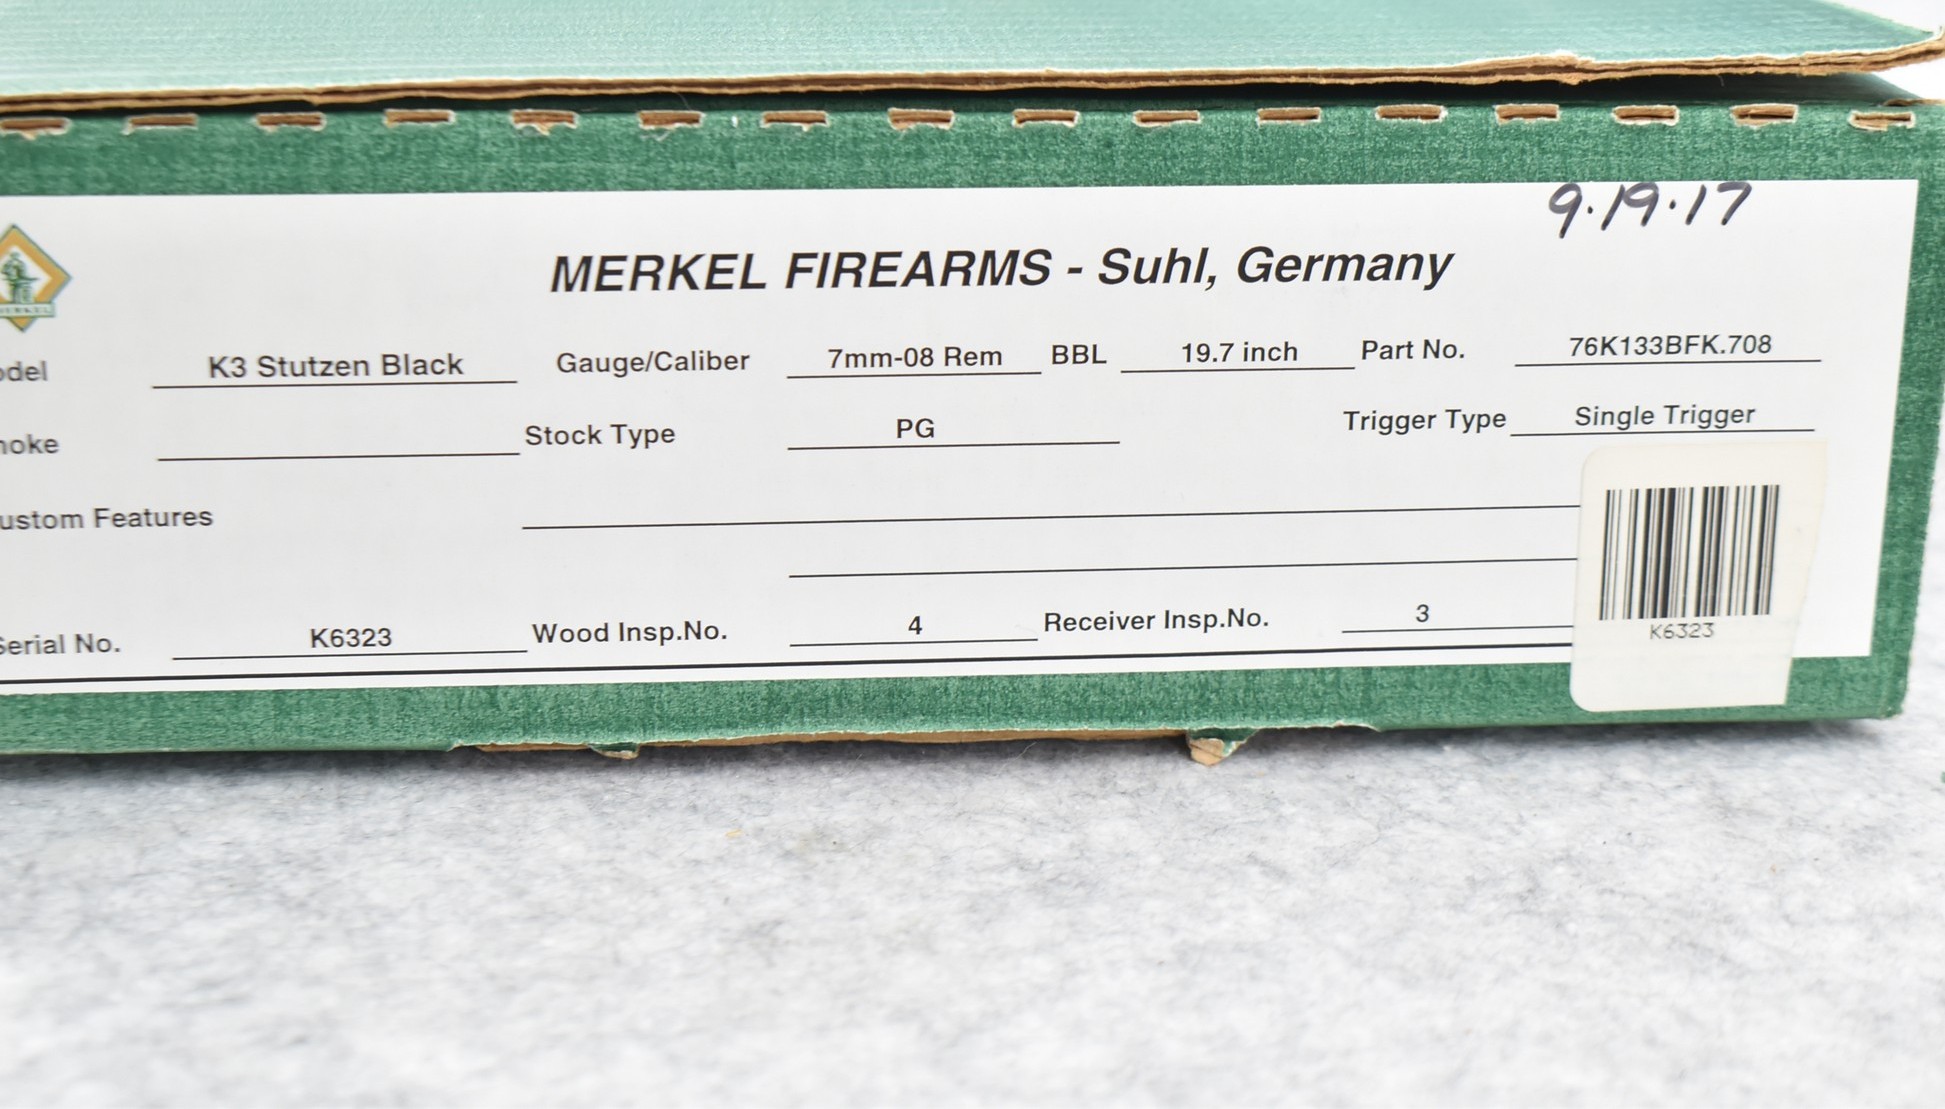 9.19.17
MERKEL FIREARMS - Suhl, Germany
odel K3 Stutzen Black Gauge/Caliber 7mm-08 Rem BBL 19.7 inch Part No. 76K133BFK.708
hoke Stock Type PG Trigger Type Single Trigger
ustom Features
Serial No. K6323 Wood Insp.No. 4 Receiver Insp.No. 3
K6323